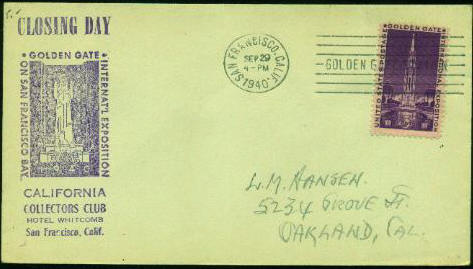 CLOSING DAY
GOLDEN GATE
INTERNAT'L EXPOSITION
ON SAN FRANCISCO BAY
CALIFORNIA
COLLECTORS CLUB
HOTEL WHITCOMB
San Francisco, Calif.
SAN FRANCISCO, CALIF.
SEP 29
4-PM
1940
GOLDEN
GOLDEN GATE
INTERNATIONAL EXPOSITION
UNITED STATES POSTAGE
L.M. HANSEN.
5234 GROVE ST.
OAKLAND, CAL.